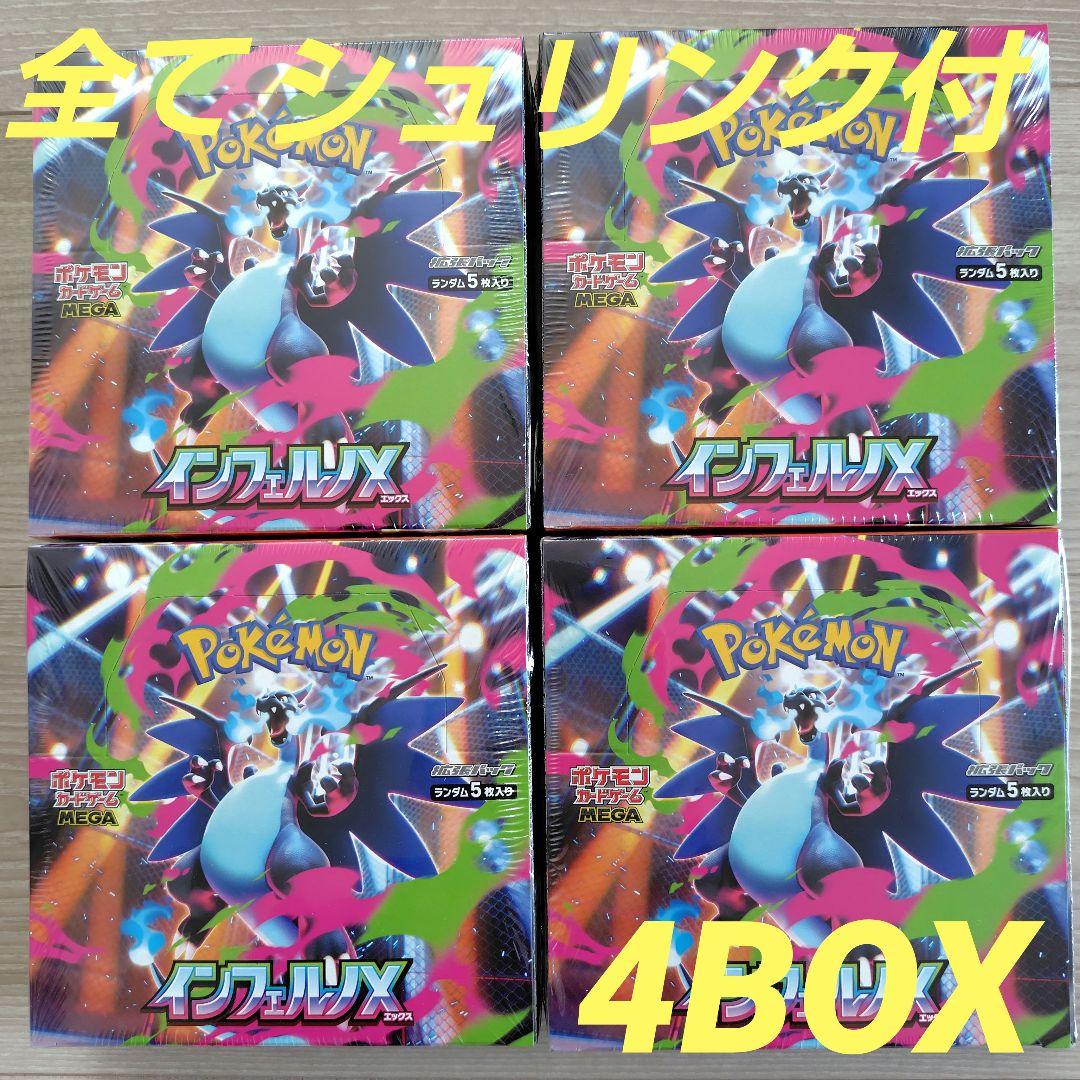 全てシュリンク付
POKéMON
ポケモン
カードゲーム
MEGA
拡張パック
ランダム5枚入り
インフェルノX
エックス
POKéMON
ポケモン
カードゲーム
MEGA
拡張パック
ランダム5枚入り
インフェルノX
エックス
POKéMON
ポケモン
カードゲーム
MEGA
拡張パック
ランダム5枚入り
インフェルノX
エックス
POKéMON
ポケモン
カードゲーム
MEGA
拡張パック
ランダム5枚入り
インフェルノX
4BOX